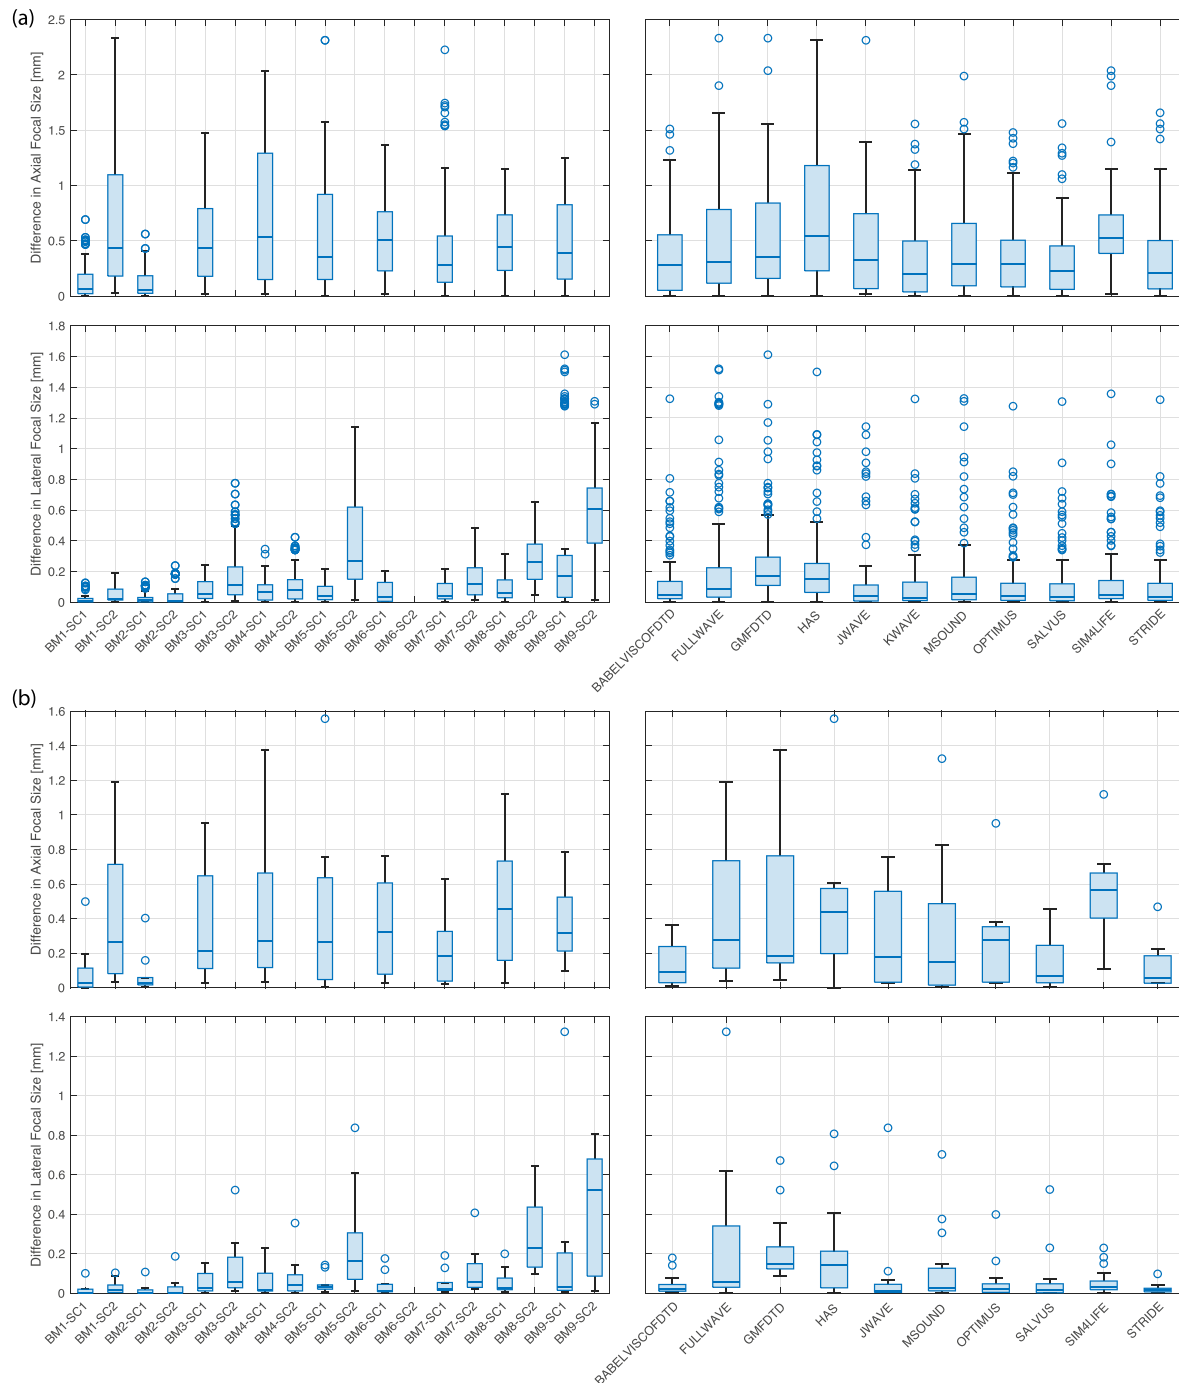 (a)
Difference in Axial Focal Size [mm]
2.5
2
1.5
1
0.5
0
Difference in Lateral Focal Size [mm]
1.8
1.6
1.4
1.2
1
0.8
0.6
0.4
0.2
0
BM1-SC1
BM1-SC2
BM2-SC1
BM2-SC2
BM3-SC1
BM3-SC2
BM4-SC1
BM4-SC2
BM5-SC1
BM5-SC2
BM6-SC1
BM6-SC2
BM7-SC1
BM7-SC2
BM8-SC1
BM8-SC2
BM9-SC1
BM9-SC2
BABELVISCOFDTD
FULLWAVE
GMFDTD
HAS
JWAVE
KWAVE
MSOUND
OPTIMUS
SALVUS
SIM4LIFE
STRIDE
(b)
Difference in Axial Focal Size [mm]
1.6
1.4
1.2
1
0.8
0.6
0.4
0.2
0
Difference in Lateral Focal Size [mm]
1.4
1.2
1
0.8
0.6
0.4
0.2
0
BM1-SC1
BM1-SC2
BM2-SC1
BM2-SC2
BM3-SC1
BM3-SC2
BM4-SC1
BM4-SC2
BM5-SC1
BM5-SC2
BM6-SC1
BM6-SC2
BM7-SC1
BM7-SC2
BM8-SC1
BM8-SC2
BM9-SC1
BM9-SC2
BABELVISCOFDTD
FULLWAVE
GMFDTD
HAS
JWAVE
MSOUND
OPTIMUS
SALVUS
SIM4LIFE
STRIDE